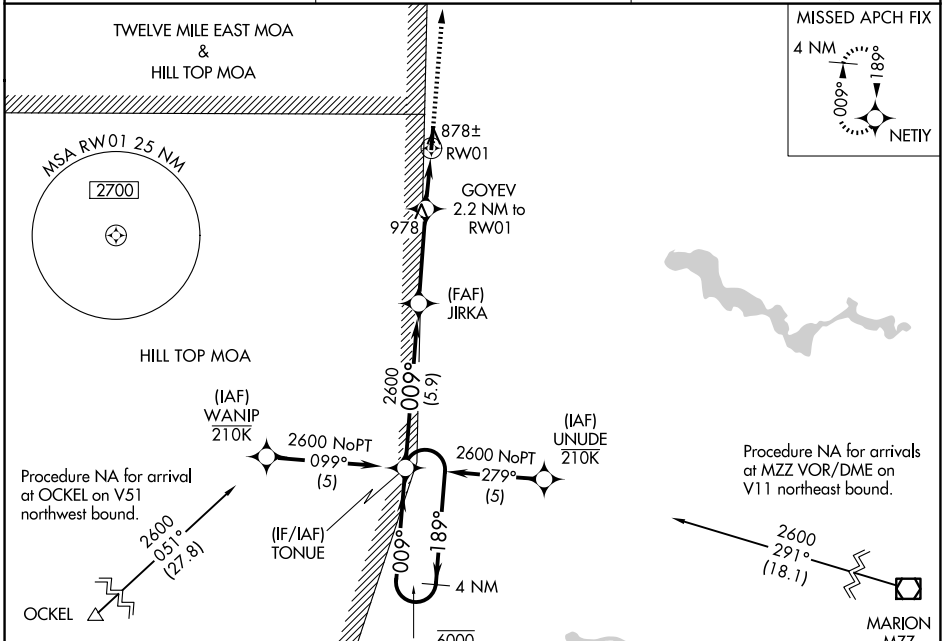 TWELVE MILE EAST MOA
&
HILL TOP MOA
MISSED APCH FIX
4 NM
009°
189°
NETIY
MSA RW01 25 NM
2700
878±
RW01
GOYEV
2.2 NM to
RW01
978
(FAF)
JIRKA
HILL TOP MOA
2600
009°
(5.9)
(IAF)
WANIP
210K
2600 NoPT
099°
(5)
(IAF)
UNUDE
210K
2600 NoPT
279°
(5)
Procedure NA for arrival
at OCKEL on V51
northwest bound.
Procedure NA for arrivals
at MZZ VOR/DME on
V11 northeast bound.
(IF/IAF)
TONUE
009°
189°
4 NM
2600
051°
(27.8)
OCKEL
2600
291°
(18.1)
MARION
MZZ
6000